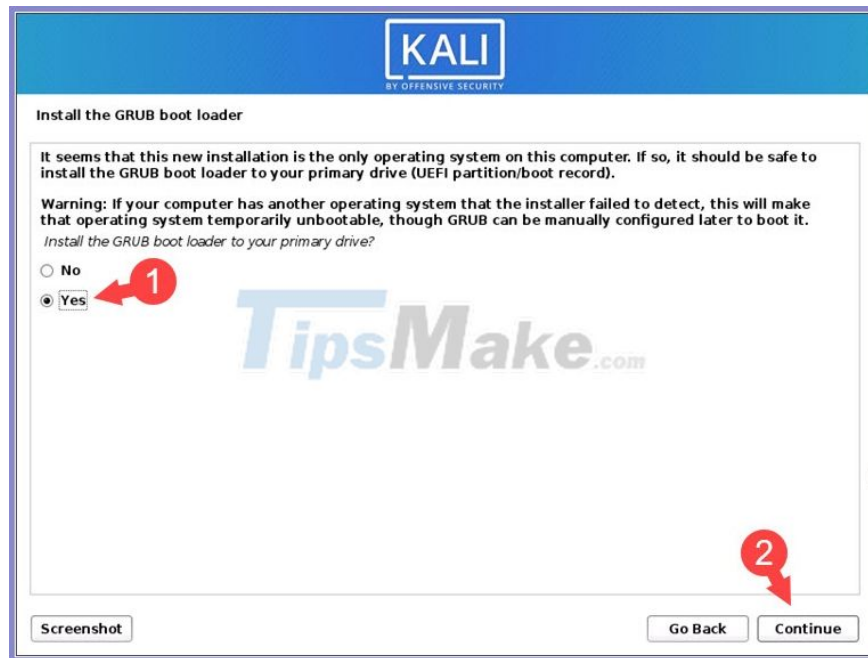 KALI
BY OFFENSIVE SECURITY
Install the GRUB boot loader
It seems that this new installation is the only operating system on this computer. If so, it should be safe to
install the GRUB boot loader to your primary drive (UEFI partition/boot record).
Warning: If your computer has another operating system that the installer failed to detect, this will make
that operating system temporarily unbootable, though GRUB can be manually configured later to boot it.
Install the GRUB boot loader to your primary drive?
No
1
Yes
TipsMake.com
2
Screenshot
Go Back
Continue